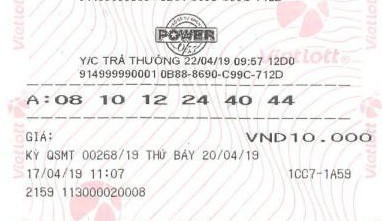 POWER
6/55
Y/C TRẢ THƯỞNG 22/04/19 09:57 12D0
914999990001 0B88-8690-C99C-712D
A:08 10 12 24 40 44
GIÁ: VND10.000
KỲ QSMT 00268/19 THỨ BẢY 20/04/19
17/04/19 11:07 1CC7-1A59
2159 113000020008
Vietlott